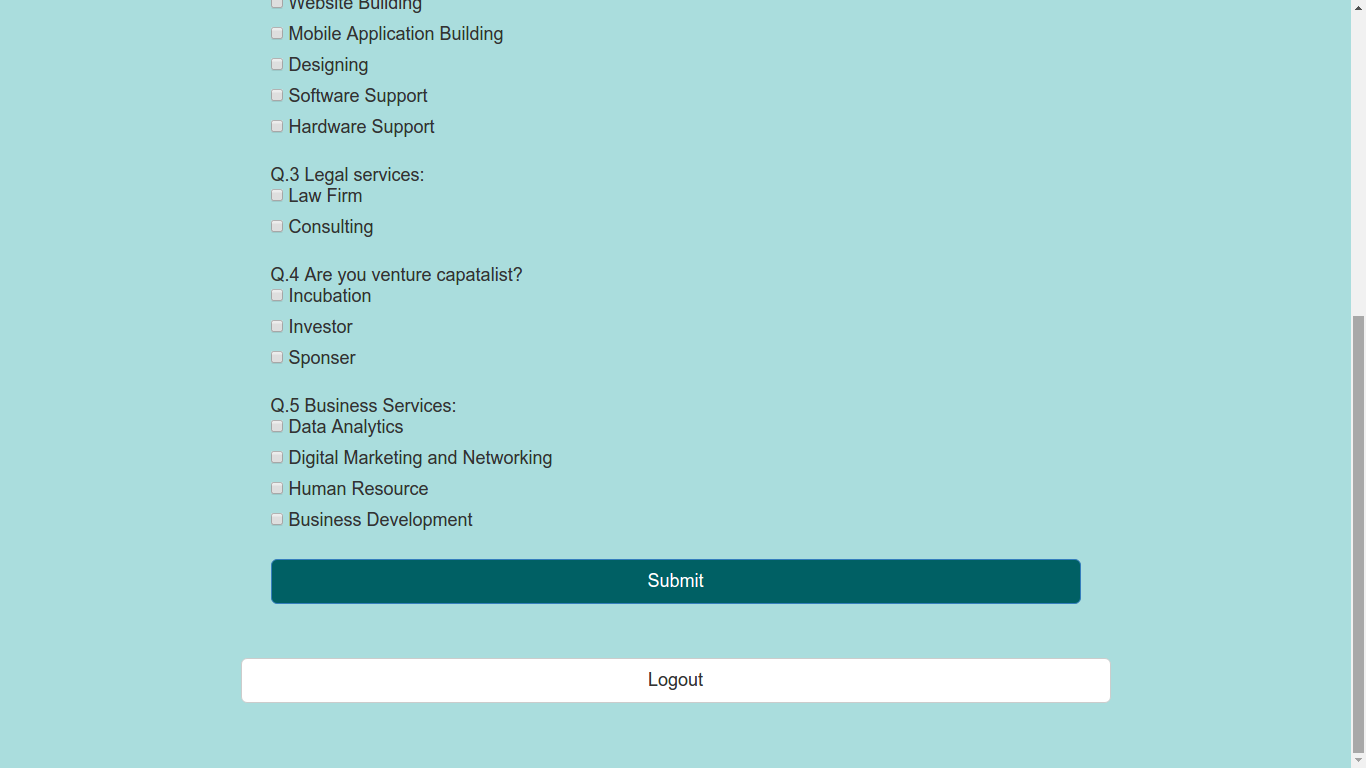 Website Building
Mobile Application Building
Designing
Software Support
Hardware Support
Q.3 Legal services:
Law Firm
Consulting
Q.4 Are you venture capatalist?
Incubation
Investor
Sponser
Q.5 Business Services:
Data Analytics
Digital Marketing and Networking
Human Resource
Business Development
Submit
Logout